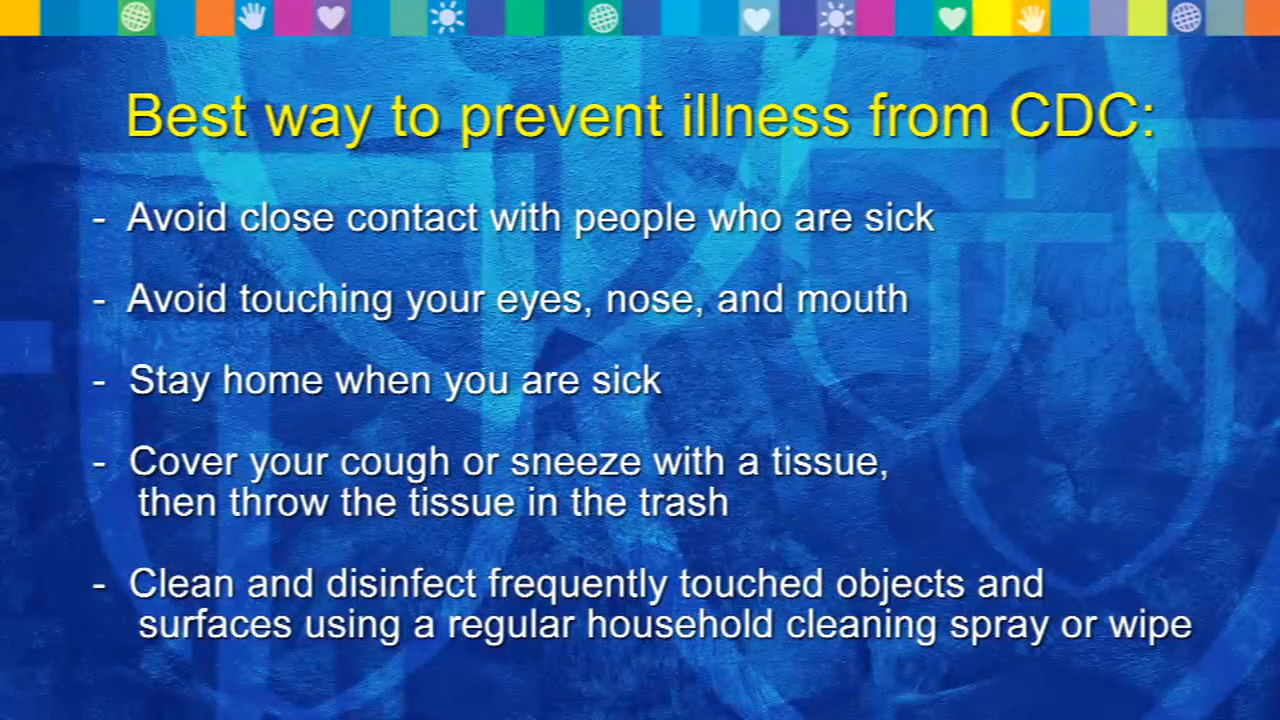 Best way to prevent illness from CDC:
- Avoid close contact with people who are sick
- Avoid touching your eyes, nose, and mouth
- Stay home when you are sick
- Cover your cough or sneeze with a tissue,
then throw the tissue in the trash
- Clean and disinfect frequently touched objects and
surfaces using a regular household cleaning spray or wipe